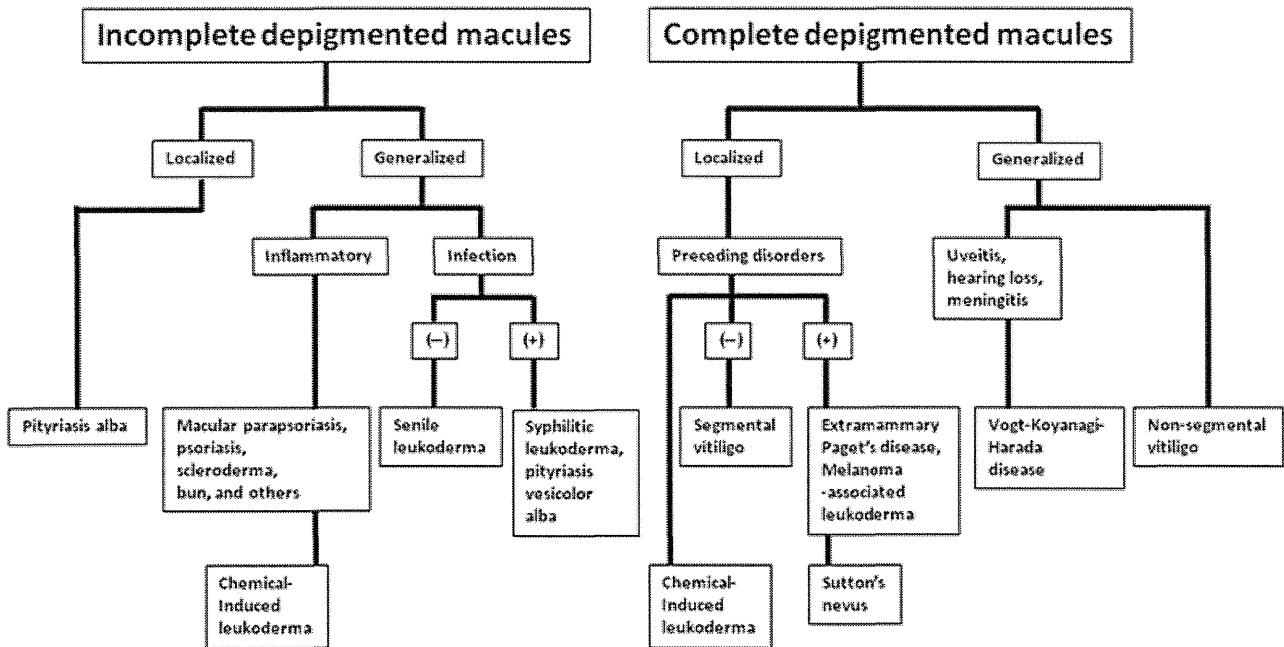 Incomplete depigmented macules
Complete depigmented macules
Localized
Generalized
Localized
Generalized
Inflammatory
Infection
Preceding disorders
Uveitis,
hearing loss,
meningitis
(−)
(+)
(−)
(+)
Pityriasis alba
Macular parapsoriasis,
psoriasis,
scleroderma,
bun, and others
Senile
leukoderma
Syphilitic
leukoderma,
pityriasis
vesicolor
alba
Segmental
vitiligo
Extramammary
Paget's disease,
Melanoma
-associated
leukoderma
Vogt-Koyanagi-
Harada
disease
Non-segmental
vitiligo
Chemical-
Induced
leukoderma
Chemical-
Induced
leukoderma
Sutton's
nevus